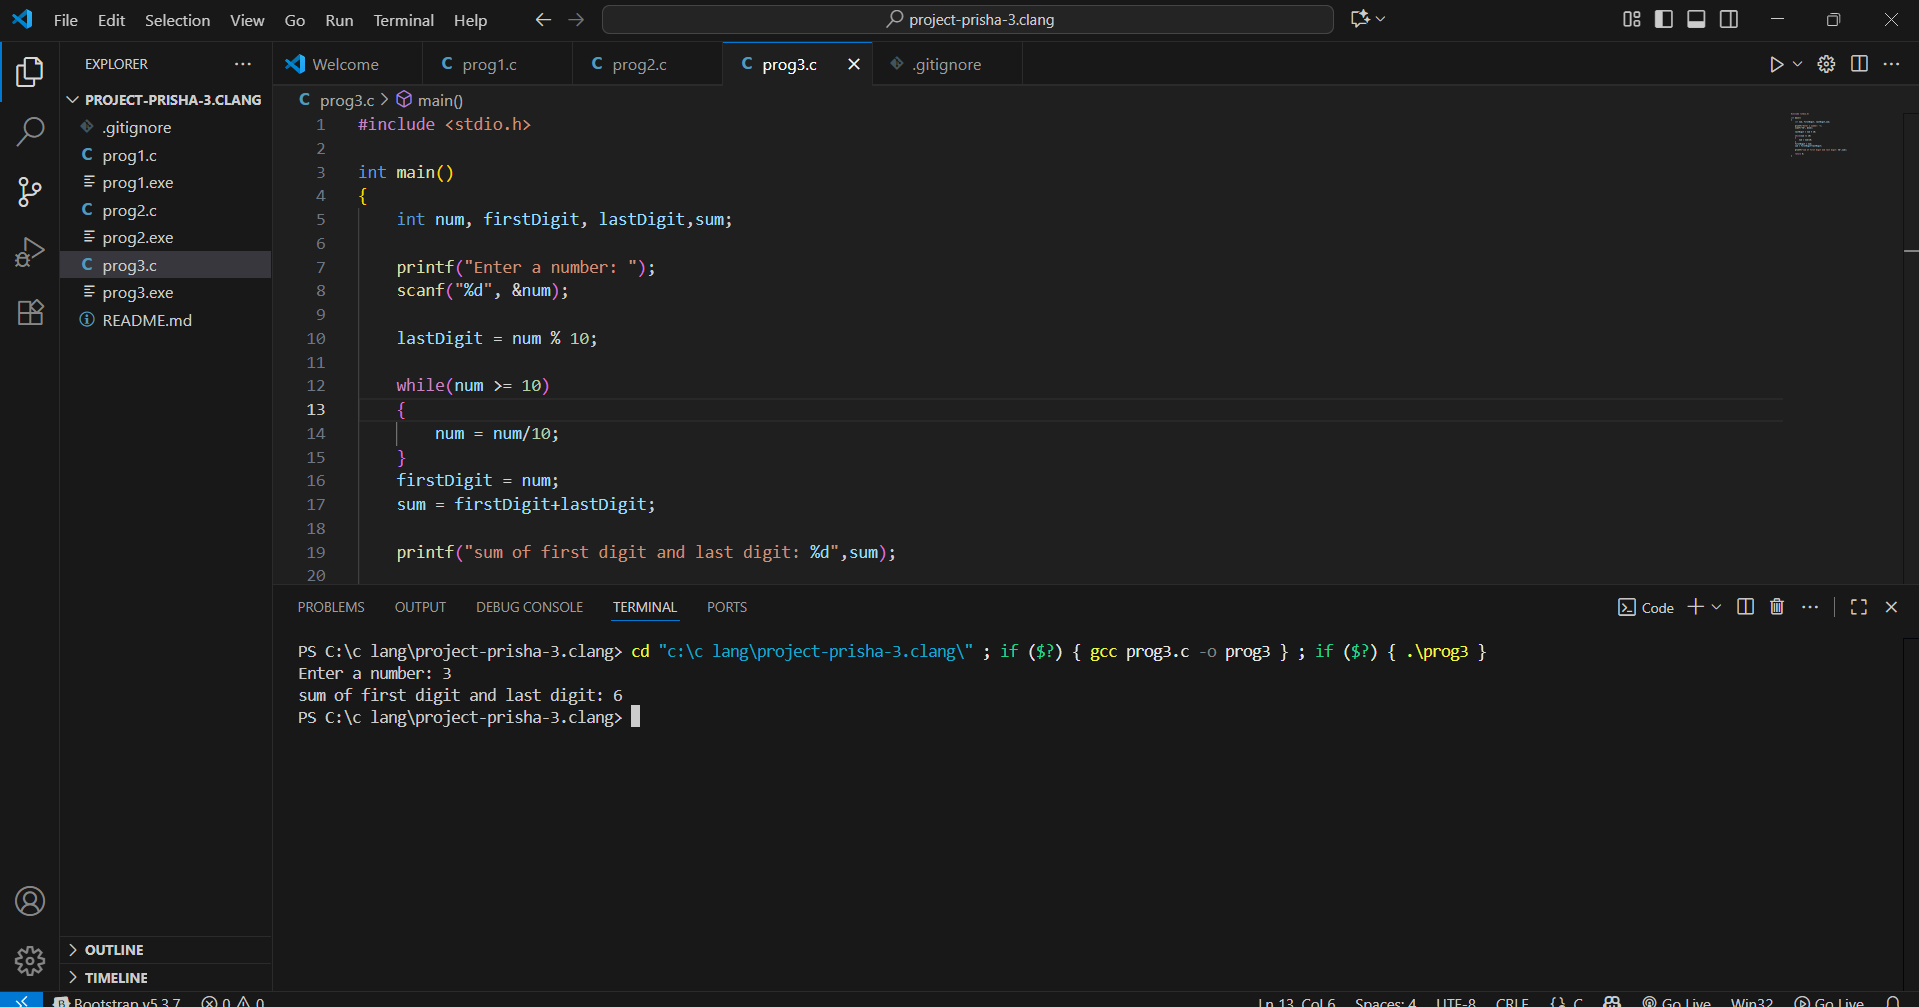 File Edit Selection View Go Run Terminal Help
project-prisha-3.clang
EXPLORER
Welcome
prog1.c
prog2.c
prog3.c
.gitignore
PROJECT-PRISHA-3.CLANG
.gitignore
prog1.c
prog1.exe
prog2.c
prog2.exe
prog3.c
prog3.exe
README.md
prog3.c > main()
1 #include <stdio.h>
2
3 int main()
4 {
5 int num, firstDigit, lastDigit,sum;
6
7 printf("Enter a number: ");
8 scanf("%d", &num);
9
10 lastDigit = num % 10;
11
12 while(num >= 10)
13 {
14 num = num/10;
15 }
16 firstDigit = num;
17 sum = firstDigit+lastDigit;
18
19 printf("sum of first digit and last digit: %d",sum);
20
PROBLEMS OUTPUT DEBUG CONSOLE TERMINAL PORTS
Code
PS C:\c lang\project-prisha-3.clang> cd "c:\c lang\project-prisha-3.clang\" ; if ($?) { gcc prog3.c -o prog3 } ; if ($?) { .\prog3 }
Enter a number: 3
sum of first digit and last digit: 6
PS C:\c lang\project-prisha-3.clang>
OUTLINE
TIMELINE
Bootstrap v5.3.7 0 0
Ln 13, Col 6 Spaces: 4 UTF-8 CRLF {} C Go Live Win32 Go Live